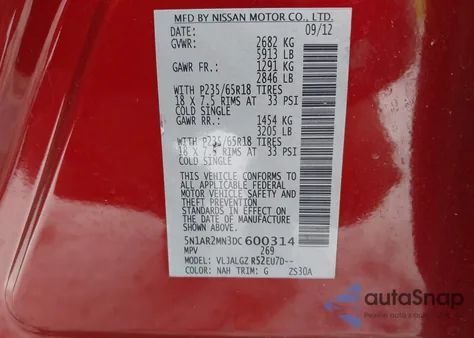 MFD BY NISSAN MOTOR CO., LTD.
DATE: 09/12
GVWR: 2682 KG
5913 LB
GAWR FR.: 1291 KG
2846 LB
WITH P235/65R18 TIRES
18 X 7.5 RIMS AT 33 PSI
COLD SINGLE
GAWR RR.: 1454 KG
3205 LB
WITH P235/65R18 TIRES
18 X 7.5 RIMS AT 33 PSI
COLD SINGLE
THIS VEHICLE CONFORMS TO
ALL APPLICABLE FEDERAL
MOTOR VEHICLE SAFETY AND
THEFT PREVENTION
STANDARDS IN EFFECT ON
THE DATE OF MANUFACTURE
SHOWN ABOVE.
5N1AR2MN3DC600314
MPV 269
MODEL: VLJALGZ R52EU7D--
COLOR: NAH TRIM: G ZS30A
autoSnap